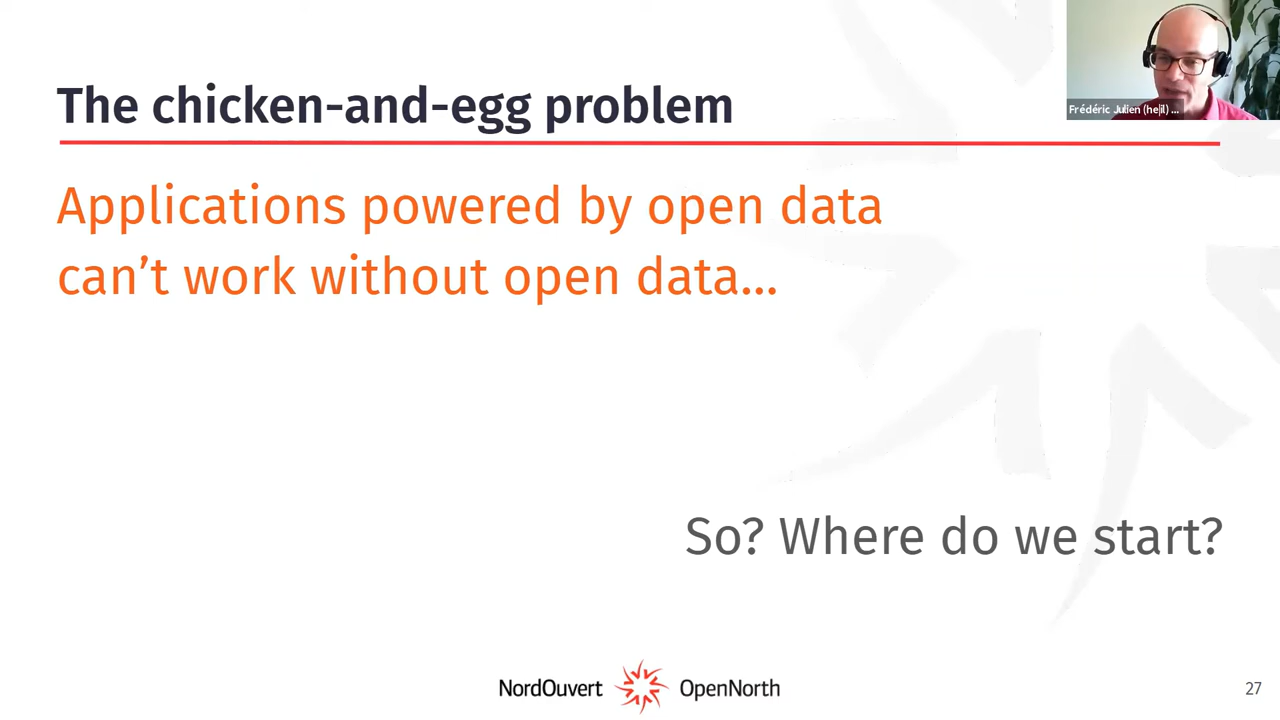 The chicken-and-egg problem
Frédéric Julien (he|il) ...
Applications powered by open data
can’t work without open data...
So? Where do we start?
NordOuvert OpenNorth
27